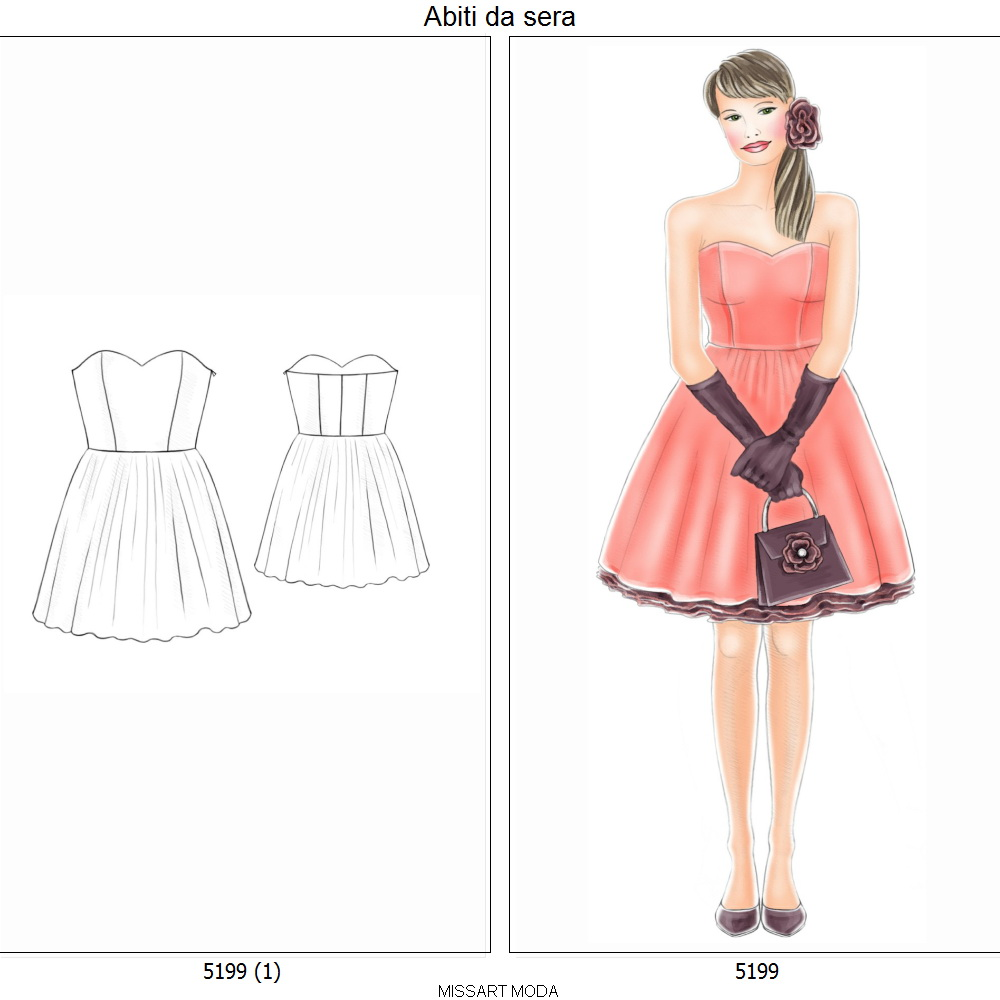 Abiti da sera
5199 (1)
5199
MISSART MODA